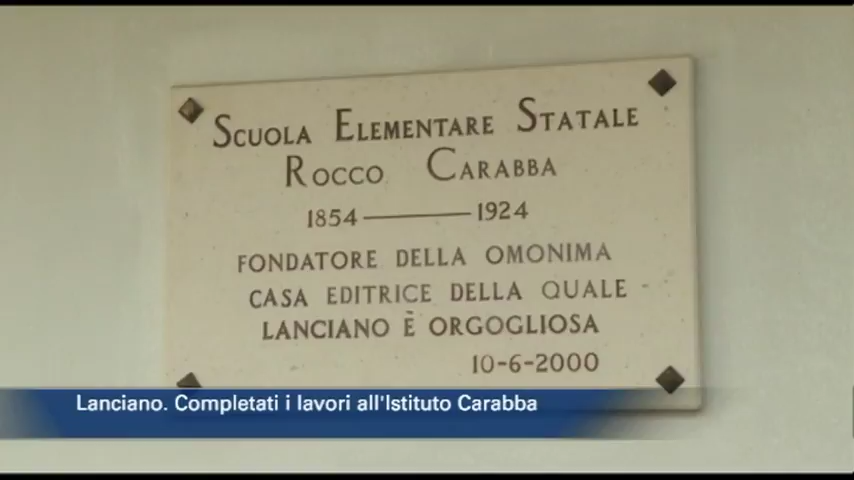 SCUOLA ELEMENTARE STATALE
ROCCO CARABBA
1854 — 1924
FONDATORE DELLA OMONIMA
CASA EDITRICE DELLA QUALE
LANCIANO È ORGOGLIOSA
10-6-2000
Lanciano. Completati i lavori all'Istituto Carabba